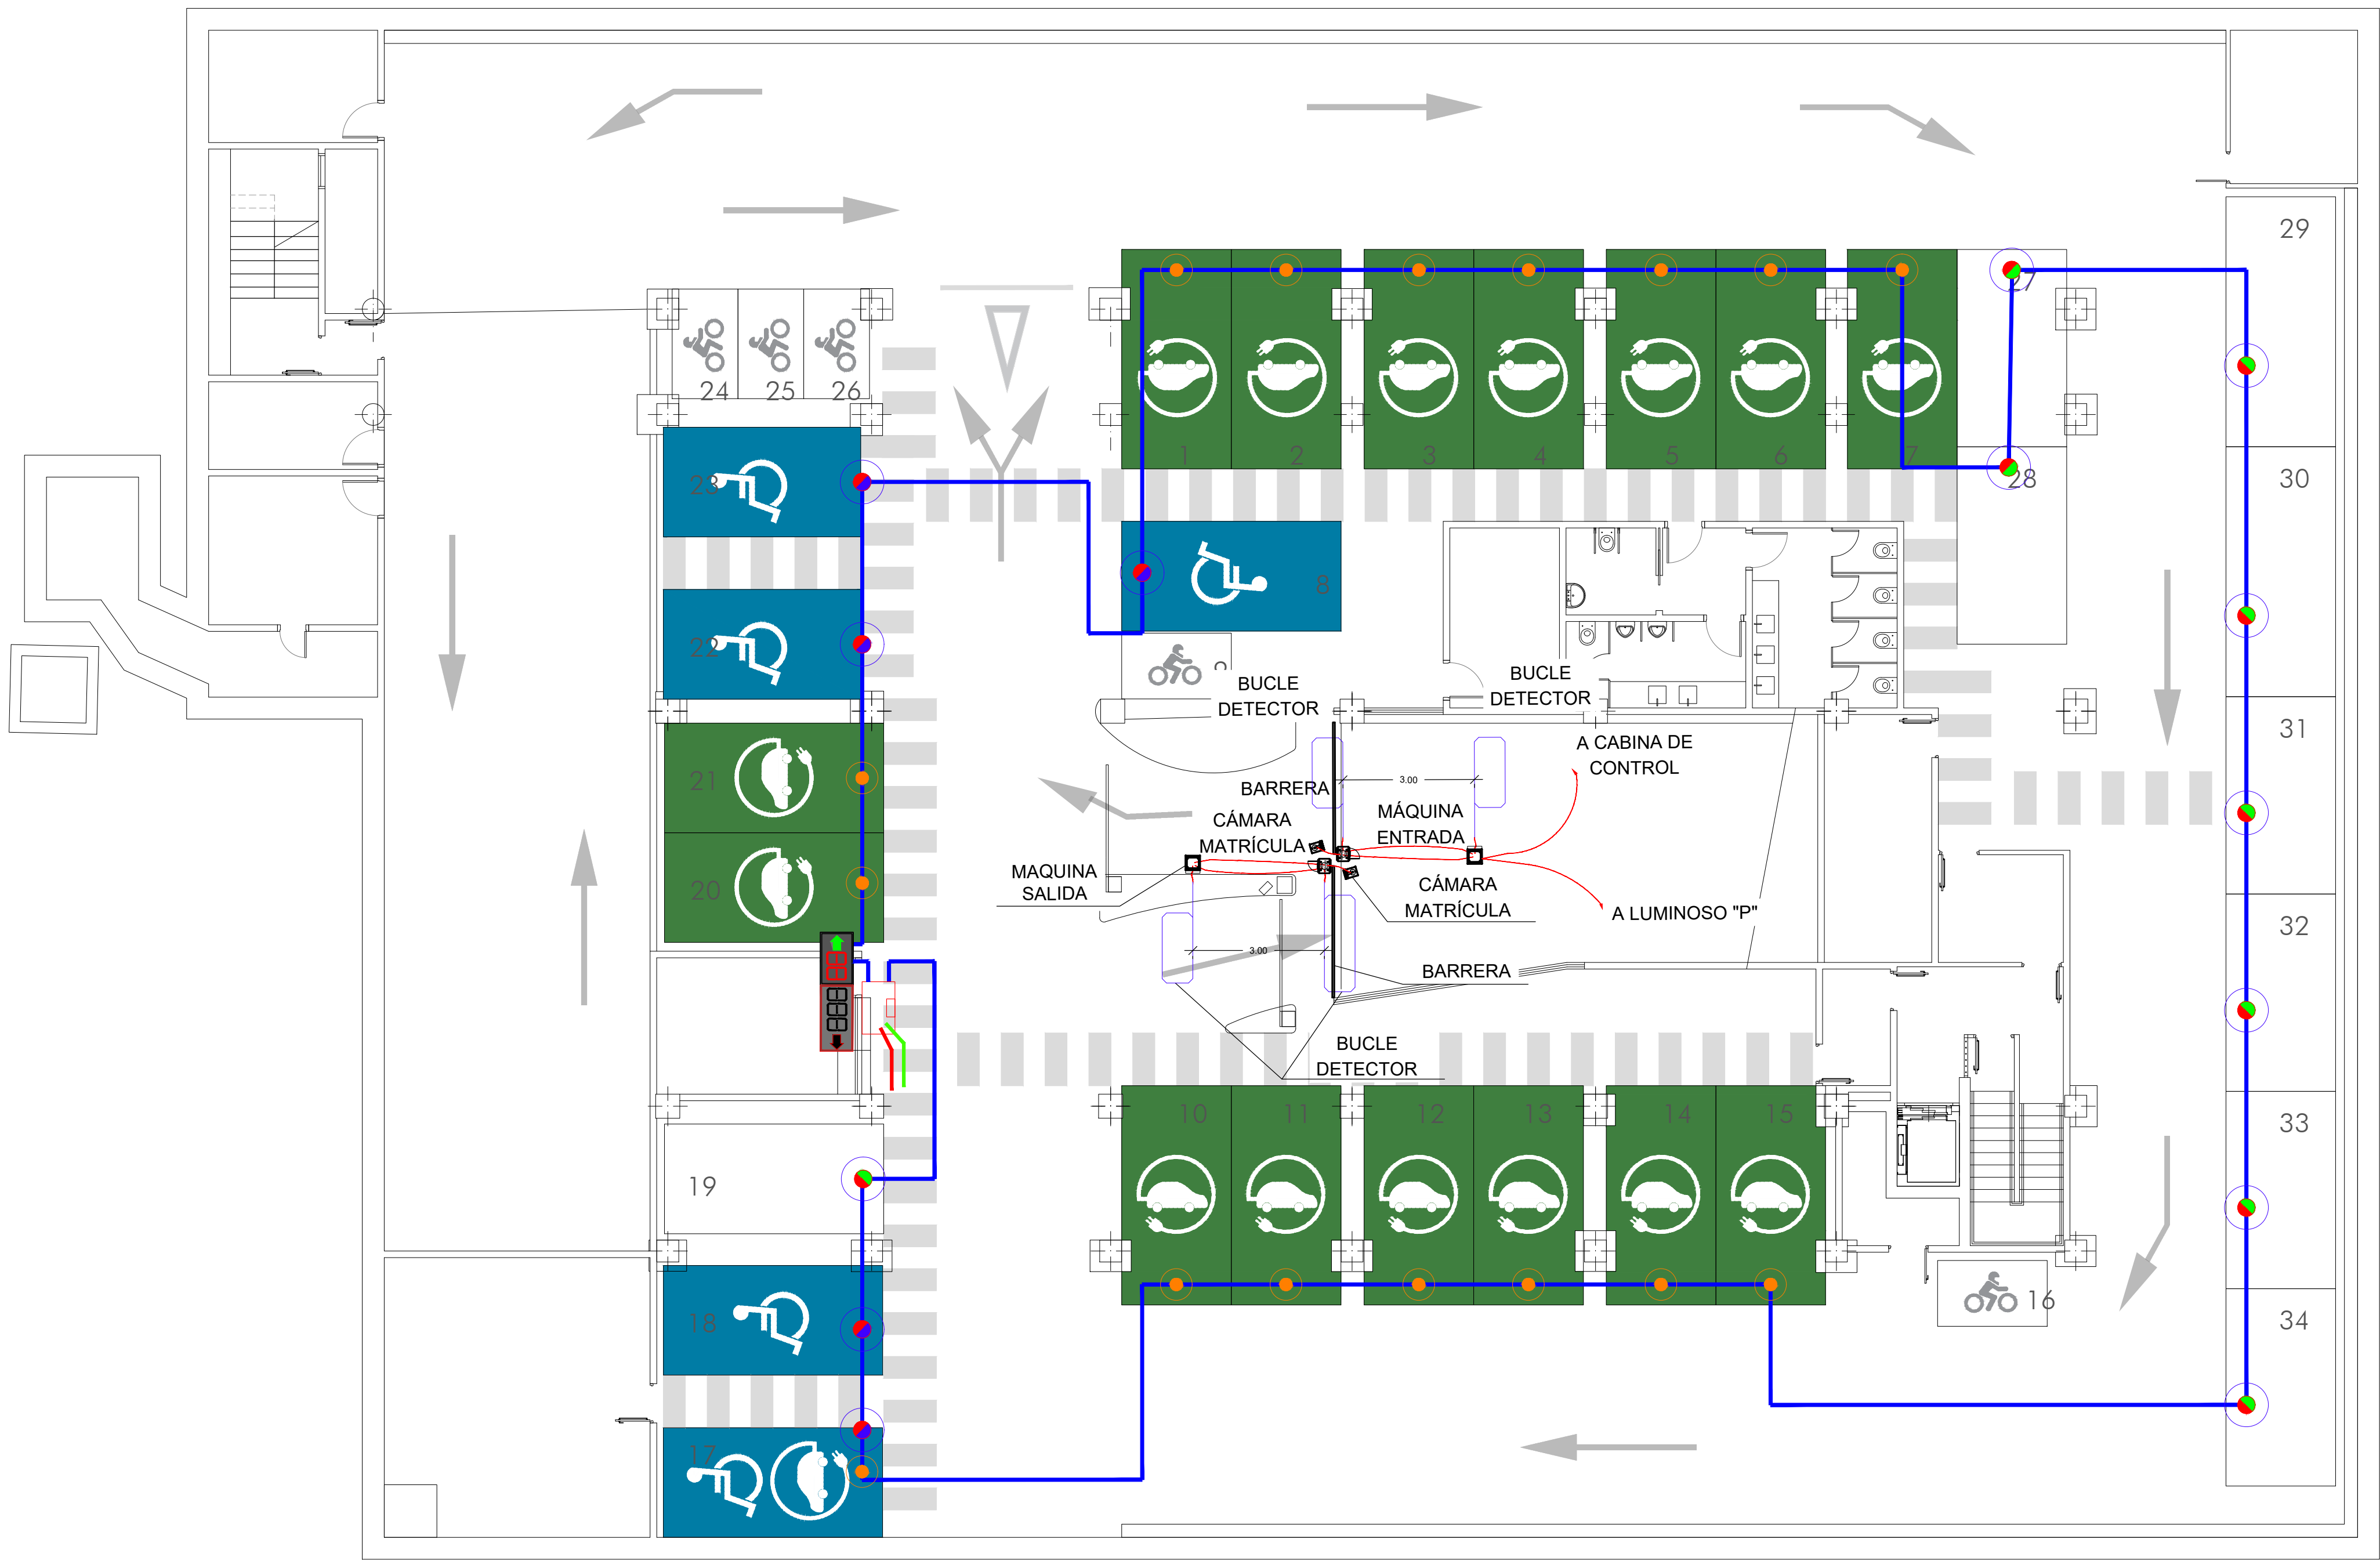 29
27
24
25
26
1
2
3
4
5
6
7
28
30
23
8
22
BUCLE
DETECTOR
BUCLE
DETECTOR
31
A CABINA DE
CONTROL
21
3.00
BARRERA
CÁMARA
MATRÍCULA
MÁQUINA
ENTRADA
MAQUINA
SALIDA
20
CÁMARA
MATRÍCULA
A LUMINOSO "P"
32
3.00
BARRERA
BUCLE
DETECTOR
10
11
12
13
14
15
33
19
16
18
34
17